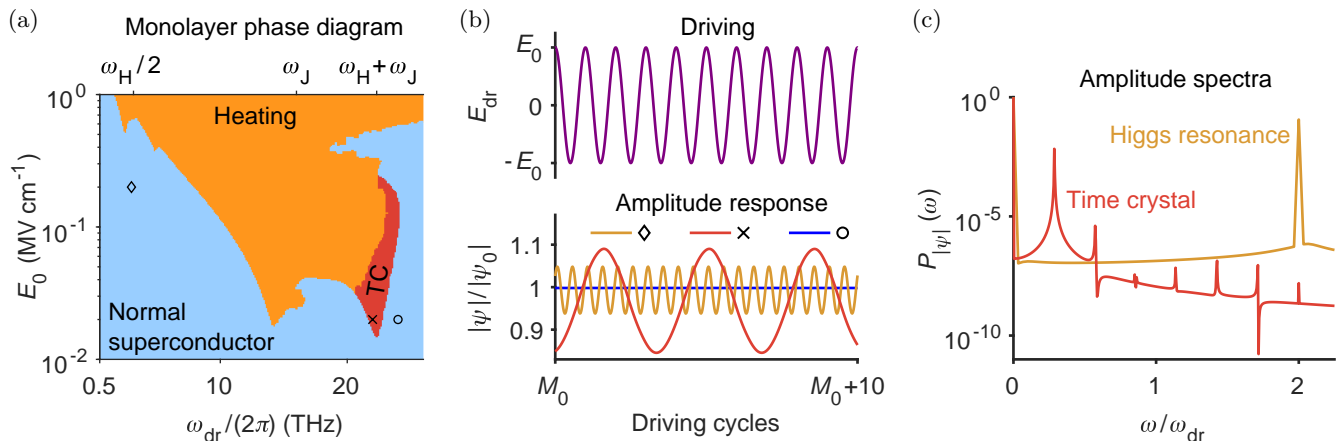 (a)
Monolayer phase diagram
ω_H/2 ω_J ω_H+ω_J
10^0
10^-1
10^-2
E_0 (MV cm^-1)
Heating
TC
Normal
superconductor
0.5 10 20
ω_dr/(2π) (THz)
(b)
Driving
E_0
0
-E_0
E_dr
Amplitude response
1.1
1
0.9
|ψ|/|ψ_0|
M_0 M_0+10
Driving cycles
(c)
Amplitude spectra
10^0
10^-5
10^-10
P_|ψ|(ω)
Higgs resonance
Time crystal
0 1 2
ω/ω_dr